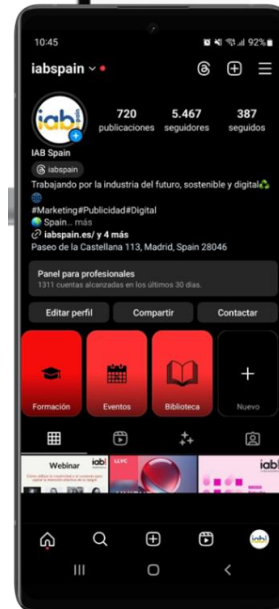 10:45
92%
iabspain
iab
spain
720
5.467
387
publicaciones
seguidores
seguidos
IAB Spain
iabspain
Trabajando por la industria del futuro, sostenible y digital
#Marketing#Publicidad#Digital
Spain... más
iabspain.es/ y 4 más
Paseo de la Castellana 113, Madrid, Spain 28046
Panel para profesionales
1311 cuentas alcanzadas en los últimos 30 días.
Editar perfil
Compartir
Contactar
Formación
Eventos
Biblioteca
Nuevo
Webinar
iab
LLYC
iab
iab